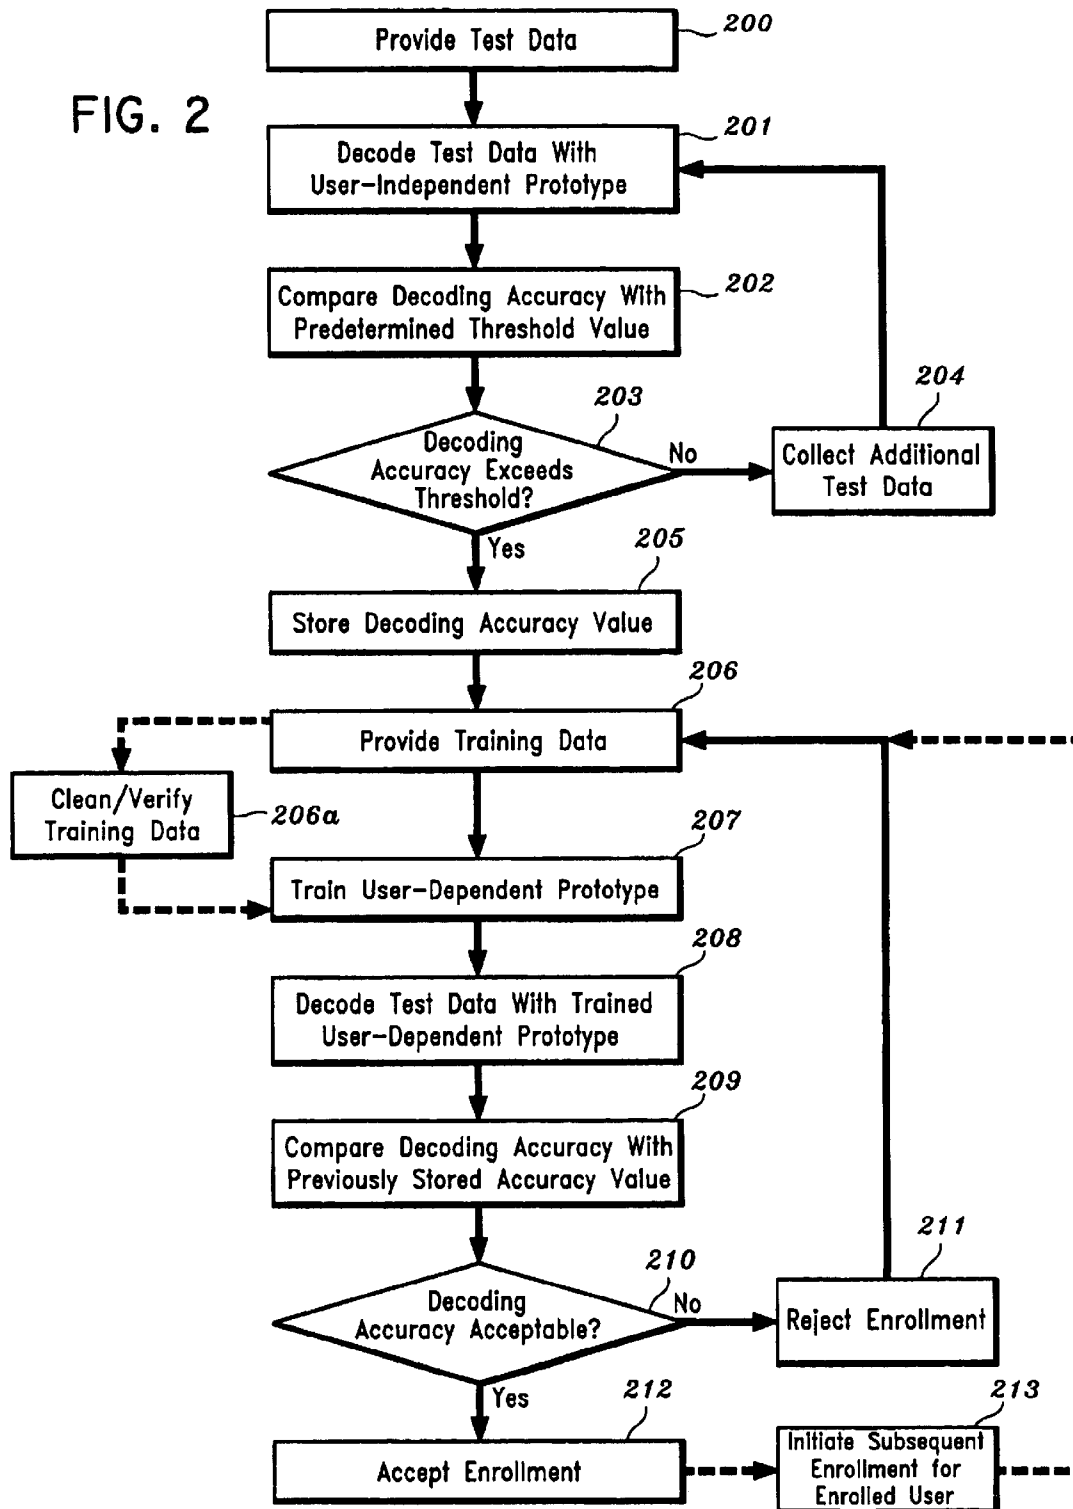 200
Provide Test Data
FIG. 2
201
Decode Test Data With
User-Independent Prototype
202
Compare Decoding Accuracy With
Predetermined Threshold Value
203
204
Decoding
Accuracy Exceeds
Threshold?
No
Collect Additional
Test Data
Yes
205
Store Decoding Accuracy Value
206
Provide Training Data
Clean/Verify
Training Data
206a
207
Train User-Dependent Prototype
208
Decode Test Data With Trained
User-Dependent Prototype
209
Compare Decoding Accuracy With
Previously Stored Accuracy Value
210
211
Decoding
Accuracy Acceptable?
No
Reject Enrollment
Yes
212
213
Accept Enrollment
Initiate Subsequent
Enrollment for
Enrolled User